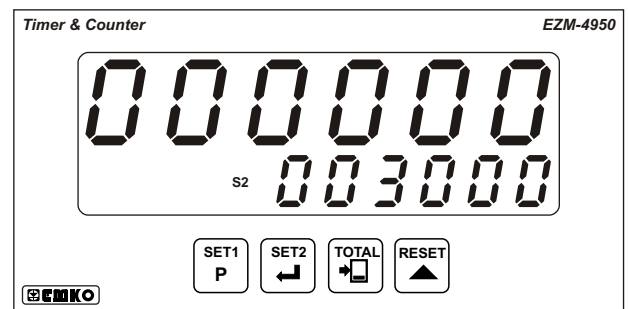 Timer & Counter EZM-4950
000000
S2 003000
SET1 SET2 TOTAL RESET
P
EMKO